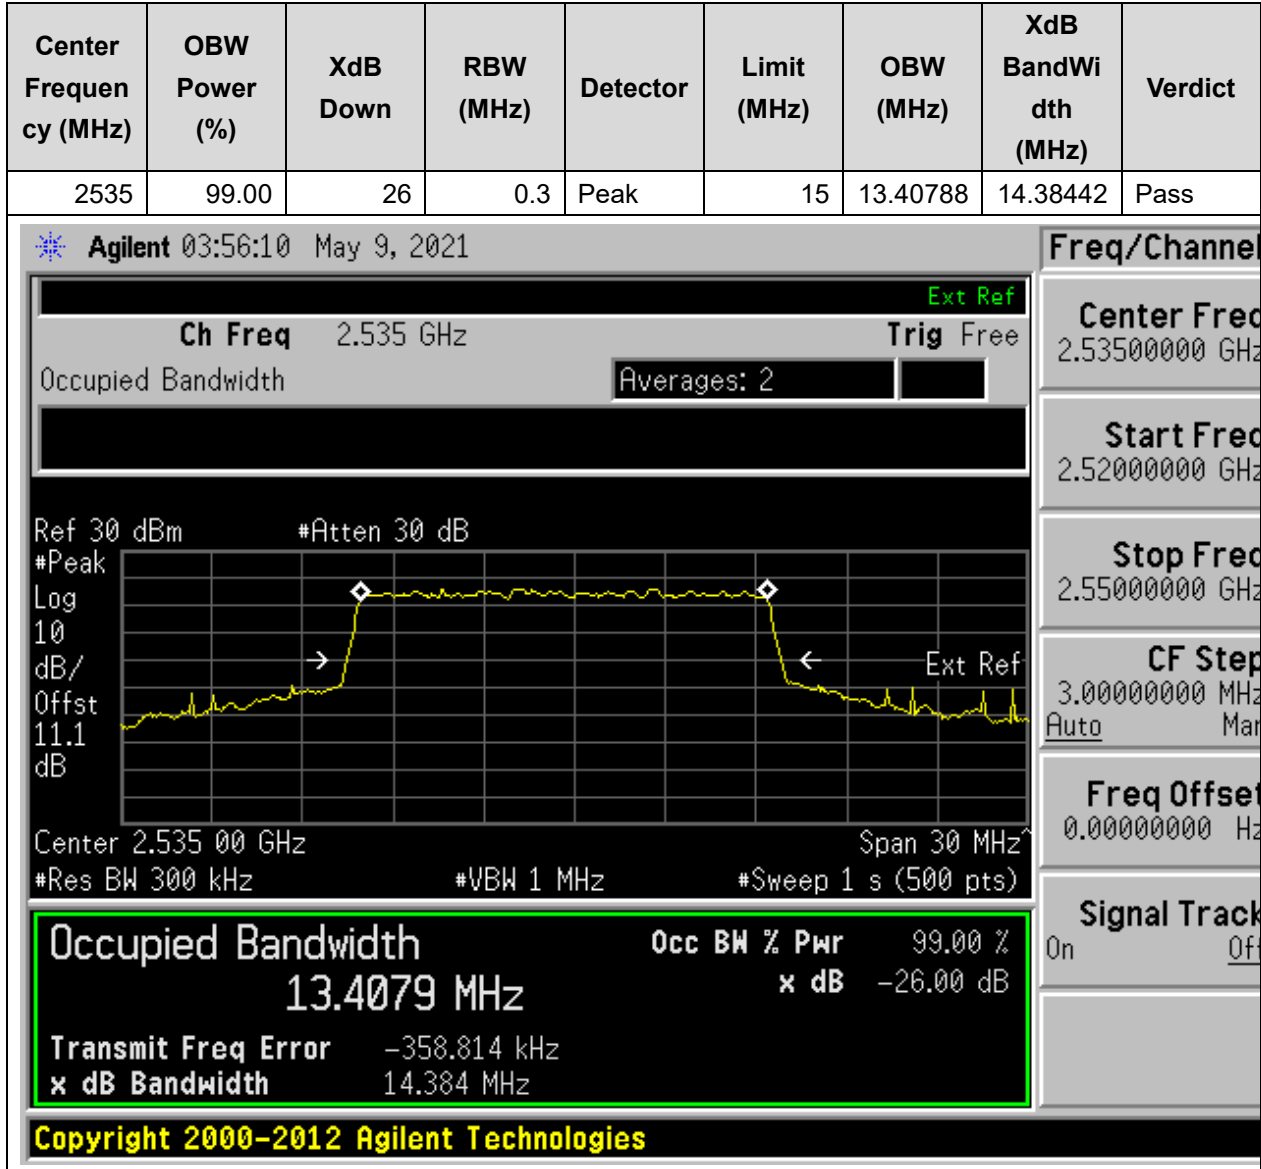 Center Frequen cy (MHz) OBW Power (%) XdB Down RBW (MHz) Detector Limit (MHz) OBW (MHz) XdB BandWi dth (MHz) Verdict
2535 99.00 26 0.3 Peak 15 13.40788 14.38442 Pass
Agilent 03:56:10 May 9, 2021
Freq/Channel
Ext Ref
Ch Freq 2.535 GHz Trig Free
Occupied Bandwidth Averages: 2
Center Freq
2.53500000 GHz
Start Freq
2.52000000 GHz
Stop Freq
2.55000000 GHz
CF Step
3.00000000 MHz
Auto Man
Freq Offset
0.00000000 Hz
Signal Track
On Off
Ref 30 dBm #Atten 30 dB
#Peak
Log
10
dB/
Offst
11.1
dB
Ext Ref
Center 2.535 00 GHz Span 30 MHz^
#Res BW 300 kHz #VBW 1 MHz #Sweep 1 s (500 pts)
Occupied Bandwidth Occ BW % Pwr 99.00 %
13.4079 MHz x dB -26.00 dB
Transmit Freq Error -358.814 kHz
x dB Bandwidth 14.384 MHz
Copyright 2000-2012 Agilent Technologies